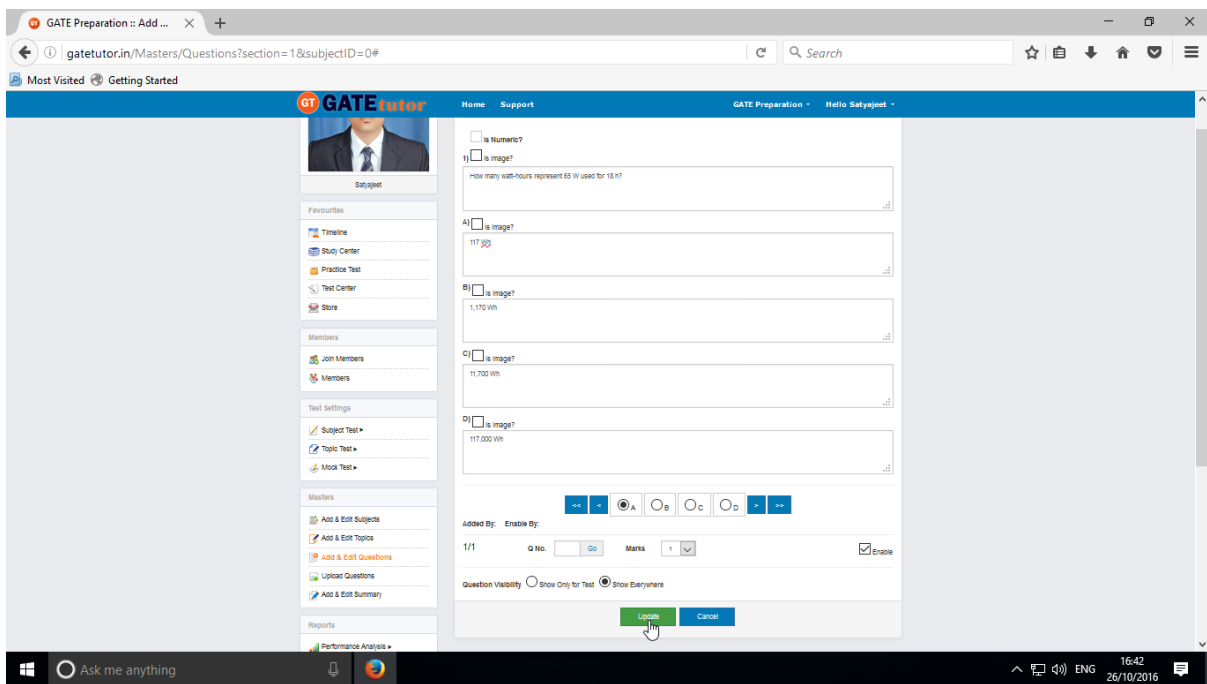 GATE Preparation :: Add ...
gatetutor.in/Masters/Questions?section=1&subjectID=0#
Search
Most Visited Getting Started
GT GATEtutor Home Support GATE Preparation Hello Satyajeet
Is Numeric?
1) Is Image?
How many watt-hours represent 65 W used for 18 h?
Satyajeet
Favourites
Timeline
Study Center
Practice Test
Test Center
Store
A) Is Image?
117 Wh
B) Is Image?
1,170 Wh
Members
Join Members
Members
C) Is Image?
11,700 Wh
Test Settings
Subject Test
Topic Test
Mock Test
D) Is Image?
117,000 Wh
Masters
Add & Edit Subjects
Add & Edit Topics
Add & Edit Questions
Upload Questions
Add & Edit Summary
<< < A B C D > >>
Added By: Enable By:
1/1 Q No. Go Marks 1 Enable
Question Visibility Show Only for Test Show Everywhere
Update Cancel
Reports
Performance Analysis
Ask me anything
ENG 16:42
26/10/2016